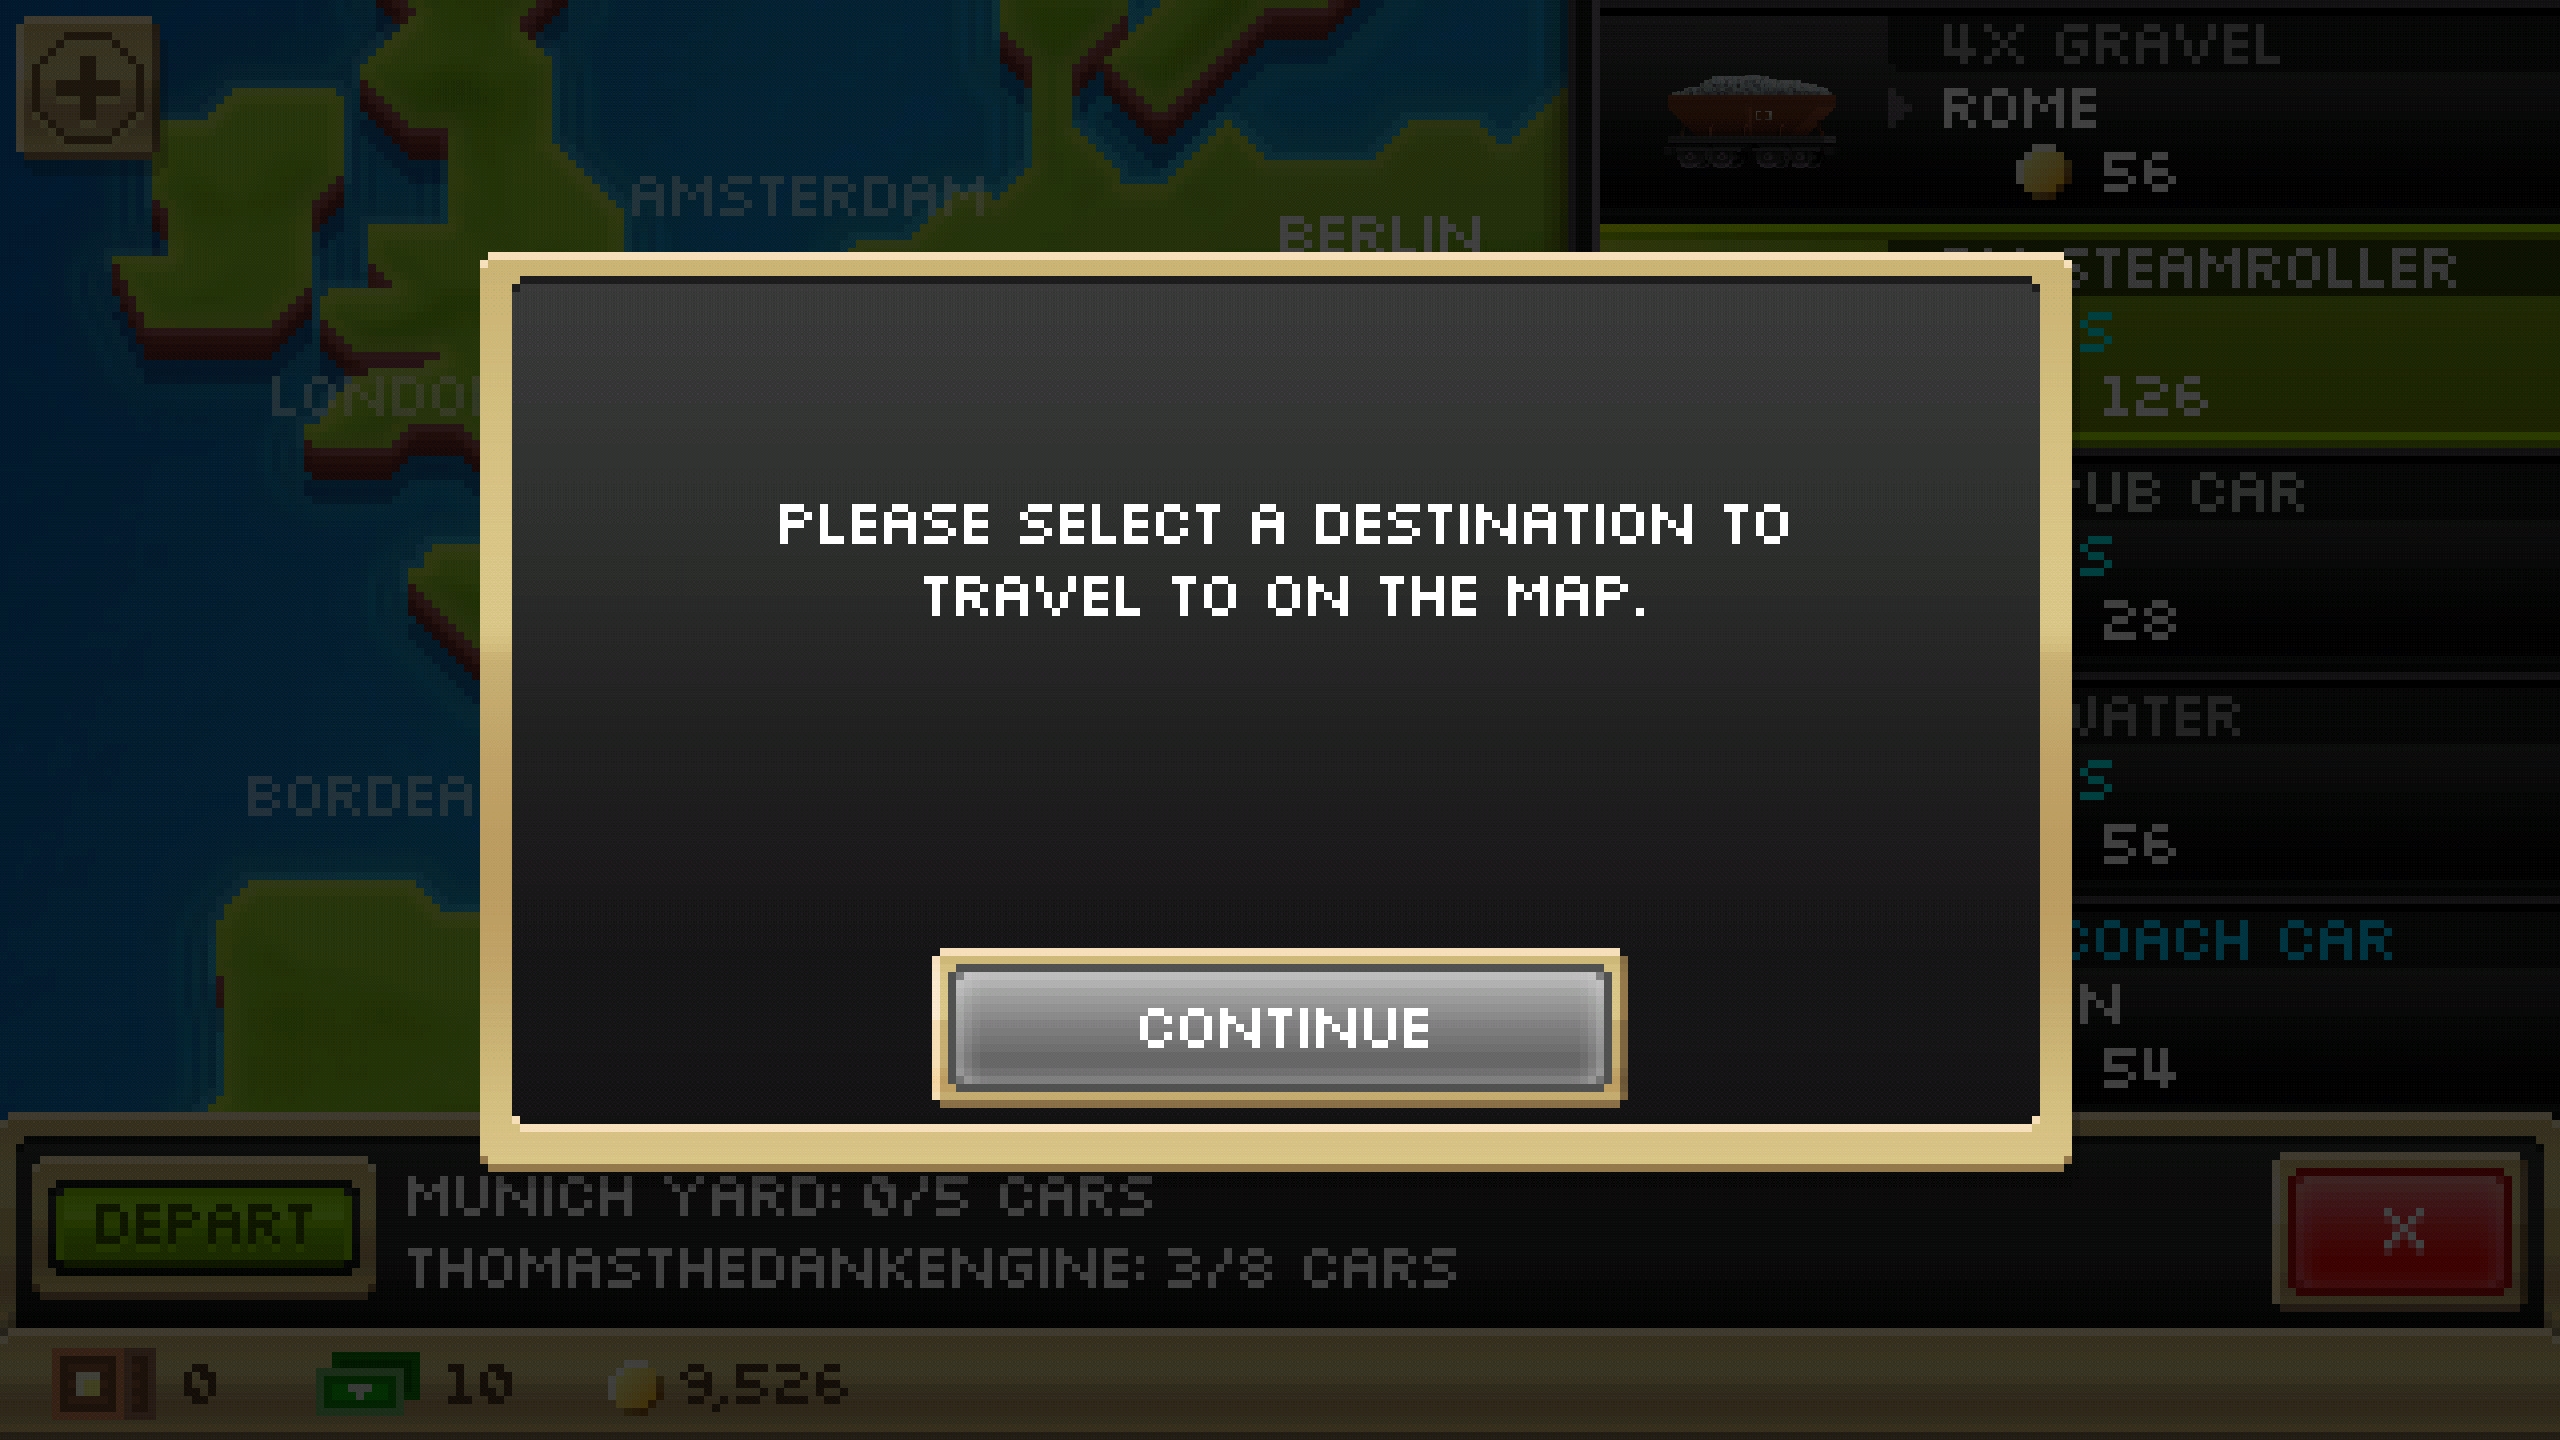 4X GRAVEL
ROME
56
AMSTERDAM
BERLIN
STEAMROLLER
S
126
LONDO
PLEASE SELECT A DESTINATION TO
TRAVEL TO ON THE MAP.
UB CAR
S
28
WATER
S
56
BORDEA
COACH CAR
N
54
CONTINUE
DEPART
MUNICH YARD: 0/5 CARS
THOMASTHEDANKENGINE: 3/8 CARS
X
0
10
9,526